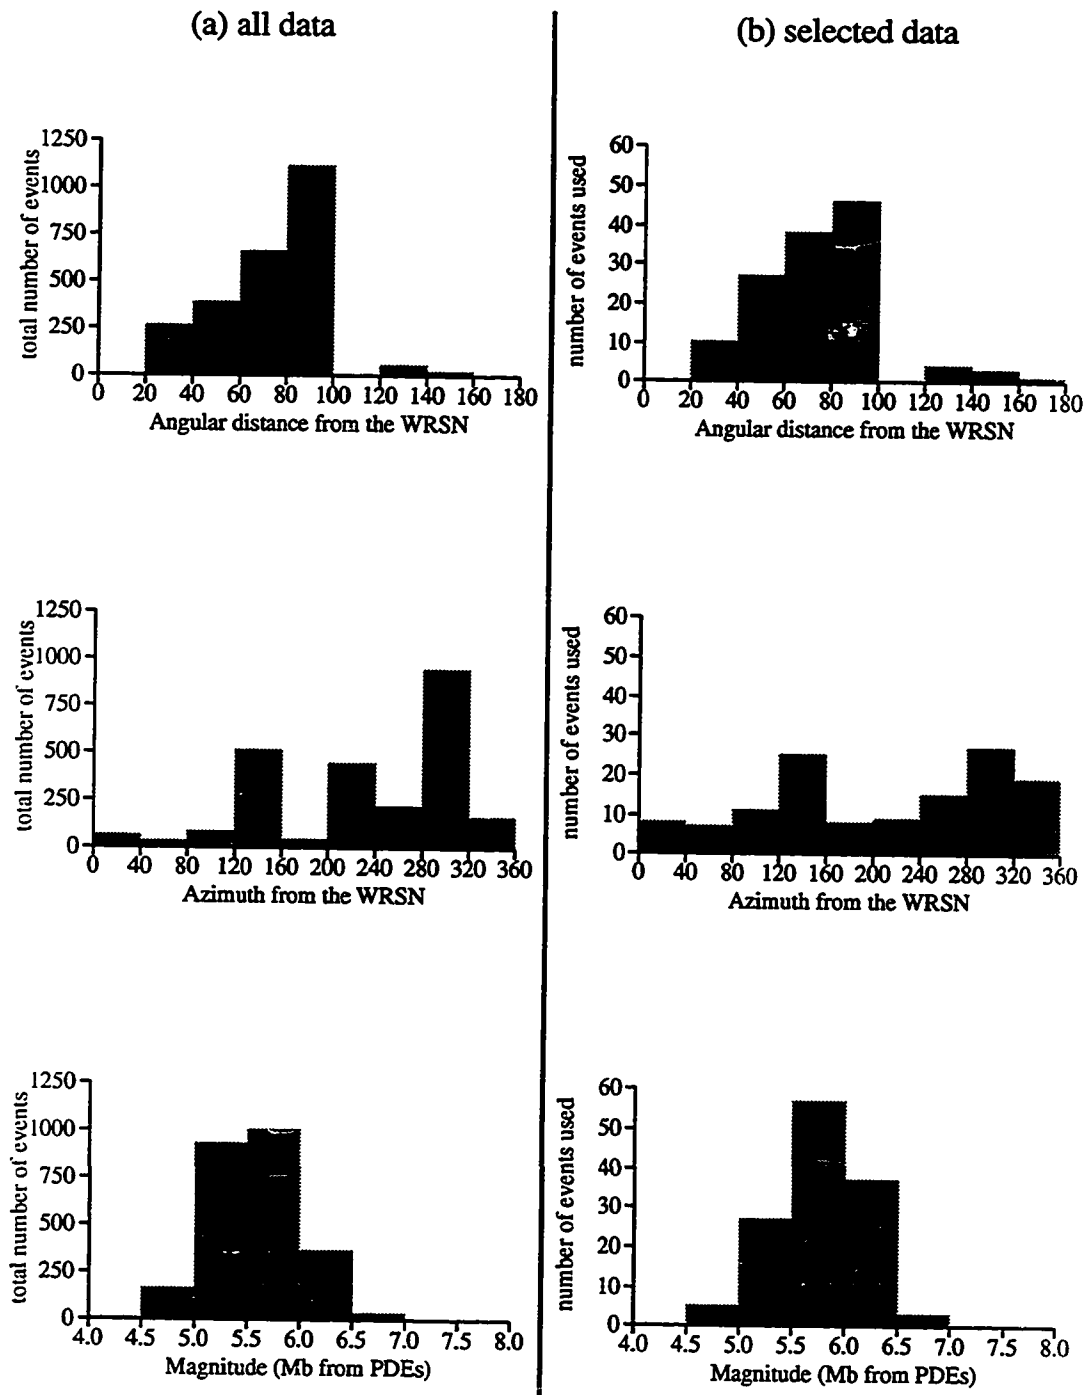 (a) all data
(b) selected data
total number of events
1250
1000
750
500
250
0
0 20 40 60 80 100 120 140 160 180
Angular distance from the WRSN
number of events used
60
50
40
30
20
10
0
0 20 40 60 80 100 120 140 160 180
Angular distance from the WRSN
total number of events
1250
1000
750
500
250
0
0 40 80 120 160 200 240 280 320 360
Azimuth from the WRSN
number of events used
60
50
40
30
20
10
0
0 40 80 120 160 200 240 280 320 360
Azimuth from the WRSN
total number of events
1250
1000
750
500
250
0
4.0 4.5 5.0 5.5 6.0 6.5 7.0 7.5 8.0
Magnitude (Mb from PDEs)
number of events used
60
50
40
30
20
10
0
4.0 4.5 5.0 5.5 6.0 6.5 7.0 7.5 8.0
Magnitude (Mb from PDEs)